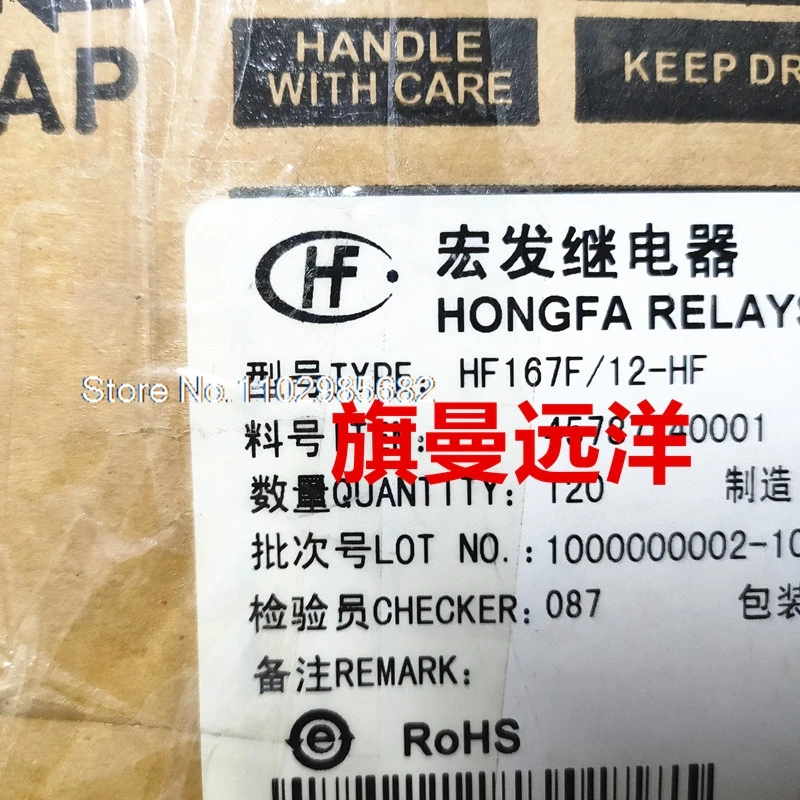 AP
HANDLE
WITH CARE
KEEP DR
HF
宏发继电器
HONGFA RELAYS
型号TYPE: HF167F/12-HF
Store No. 1102985682
料号 40001
旗曼远洋
数量QUANTITY: 120 制造
批次号LOT NO.: 1000000002-10
检验员CHECKER: 087 包装
备注REMARK:
e RoHS